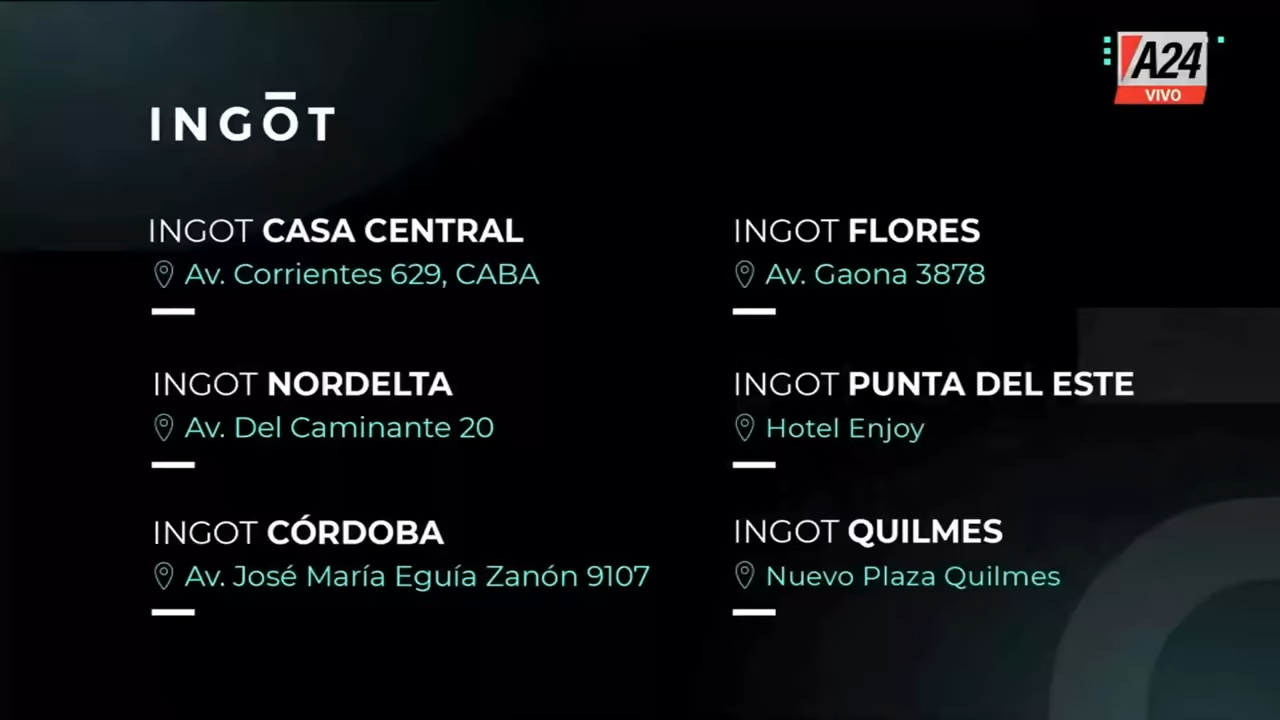 A24
VIVO
INGŌT
INGOT CASA CENTRAL
Av. Corrientes 629, CABA
INGOT NORDELTA
Av. Del Caminante 20
INGOT CÓRDOBA
Av. José María Eguía Zanón 9107
INGOT FLORES
Av. Gaona 3878
INGOT PUNTA DEL ESTE
Hotel Enjoy
INGOT QUILMES
Nuevo Plaza Quilmes